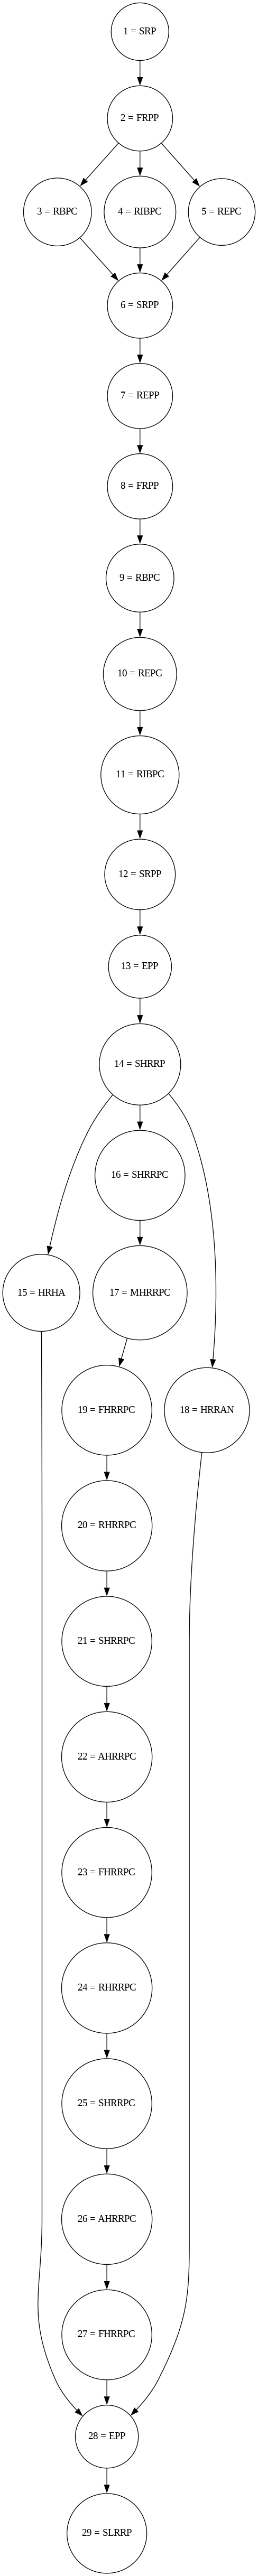 1 = SRP
2 = FRPP
3 = RBPC
4 = RIBPC
5 = REPC
6 = SRPP
7 = REPP
8 = FRPP
9 = RBPC
10 = REPC
11 = RIBPC
12 = SRPP
13 = EPP
14 = SHRRP
16 = SHRRPC
15 = HRHA
17 = MHRRPC
19 = FHRRPC
18 = HRRAN
20 = RHRRPC
21 = SHRRPC
22 = AHRRPC
23 = FHRRPC
24 = RHRRPC
25 = SHRRPC
26 = AHRRPC
27 = FHRRPC
28 = EPP
29 = SLRRP